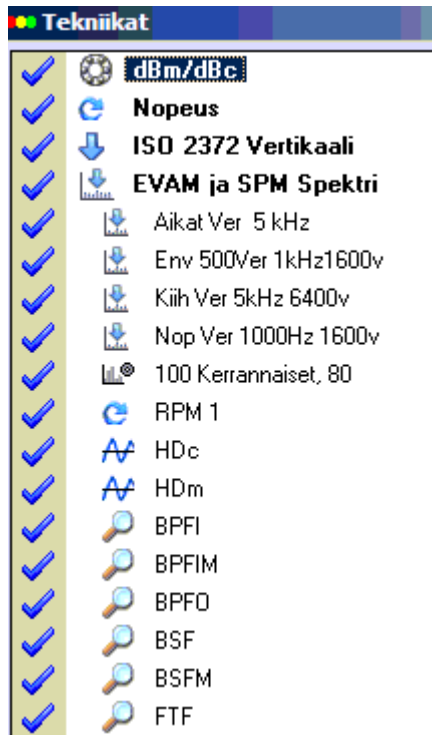 Tekniikat
dBm/dBc
Nopeus
ISO 2372 Vertikaali
EVAM ja SPM Spektri
Aikat Ver 5 kHz
Env 500Ver 1kHz1600v
Kiih Ver 5kHz 6400v
Nop Ver 1000Hz 1600v
100 Kerrannaiset, 80
RPM 1
HDc
HDm
BPFI
BPFIM
BPFO
BSF
BSFM
FTF